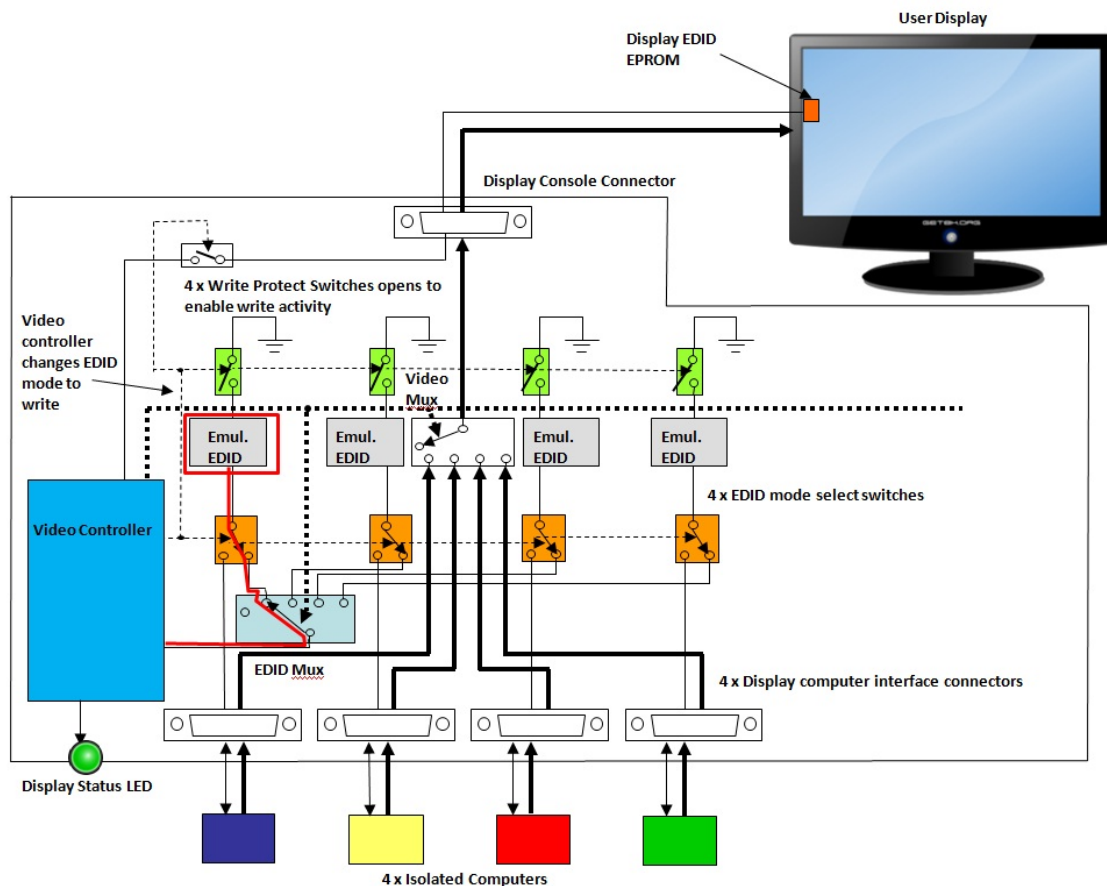 User Display
Display EDID
EPROM
Display Console Connector
GETEK.ORG
4 x Write Protect Switches opens to
enable write activity
Video
controller
changes EDID
mode to
write
Video
Mux
Emul.
EDID
Emul.
EDID
Emul.
EDID
Emul.
EDID
4 x EDID mode select switches
Video Controller
EDID Mux
4 x Display computer interface connectors
Display Status LED
4 x Isolated Computers